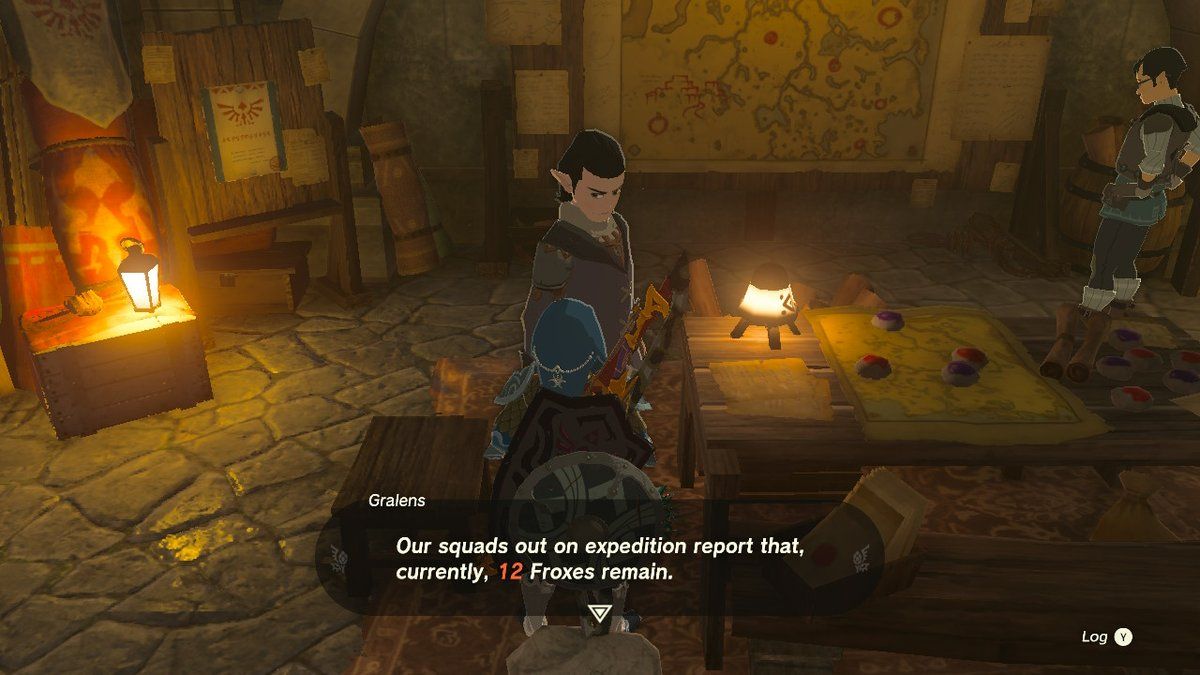 Gralens
Our squads out on expedition report that,
currently, 12 Froxes remain.
Log Y